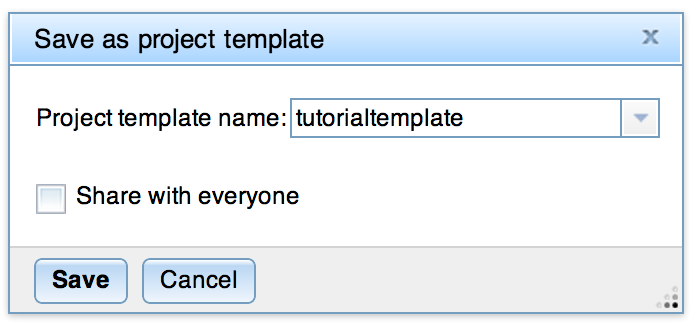 Save as project template
Project template name: tutorialtemplate
Share with everyone
Save Cancel